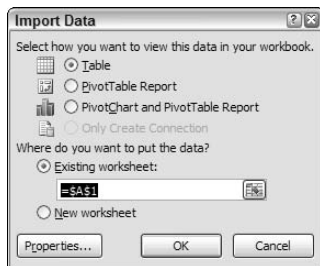 Import Data
Select how you want to view this data in your workbook.
Table
PivotTable Report
PivotChart and PivotTable Report
Only Create Connection
Where do you want to put the data?
Existing worksheet:
=$A$1
New worksheet
Properties...
OK
Cancel